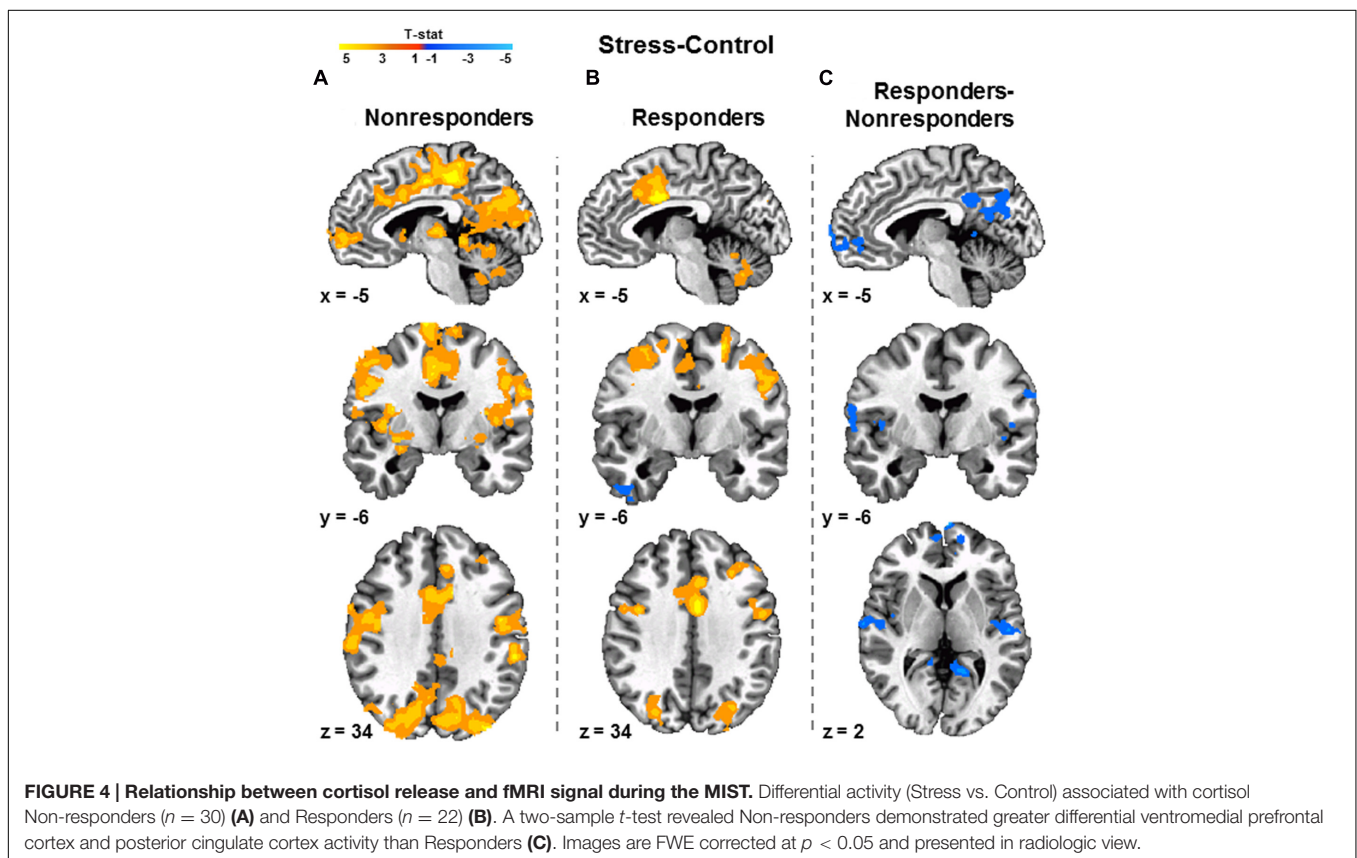 T-stat
5 3 1 -1 -3 -5
Stress-Control
A
Nonresponders
B
Responders
C
Responders-
Nonresponders
x = -5
x = -5
x = -5
y = -6
y = -6
y = -6
z = 34
z = 34
z = 2
FIGURE 4 | Relationship between cortisol release and fMRI signal during the MIST. Differential activity (Stress vs. Control) associated with cortisol
Non-responders (n = 30) (A) and Responders (n = 22) (B). A two-sample t-test revealed Non-responders demonstrated greater differential ventromedial prefrontal
cortex and posterior cingulate cortex activity than Responders (C). Images are FWE corrected at p < 0.05 and presented in radiologic view.